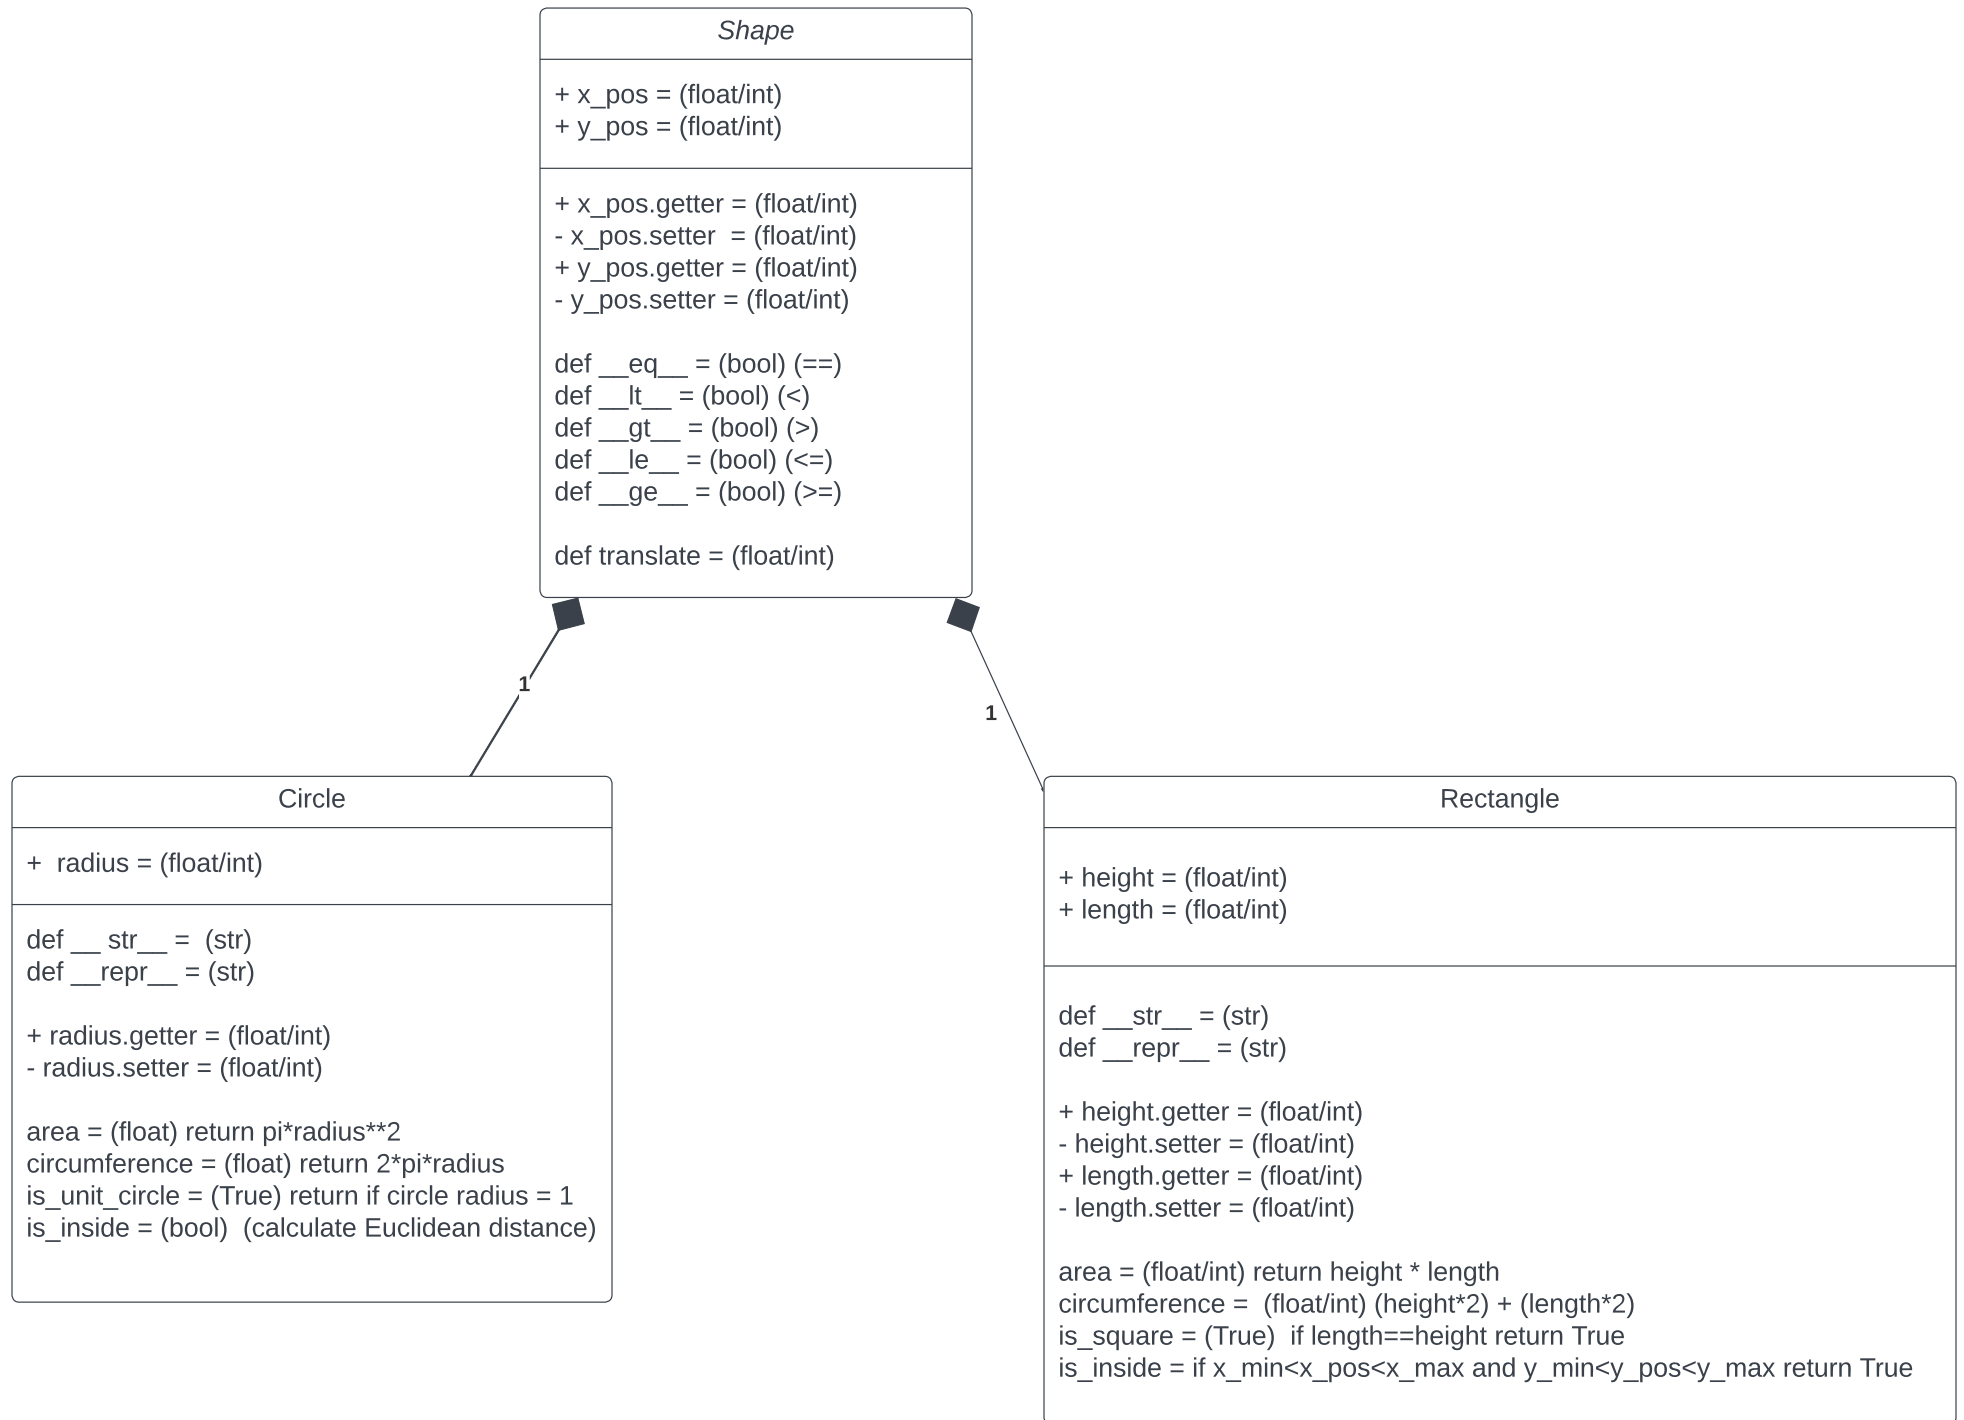 Shape
+ x_pos = (float/int)
+ y_pos = (float/int)
+ x_pos.getter = (float/int)
- x_pos.setter  = (float/int)
+ y_pos.getter = (float/int)
- y_pos.setter = (float/int)
def __eq__ = (bool) (==)
def __lt__ = (bool) (<)
def __gt__ = (bool) (>)
def __le__ = (bool) (<=)
def __ge__ = (bool) (>=)
def translate = (float/int)
1
1
Circle
+  radius = (float/int)
def __ str__ =  (str)
def __repr__ = (str)
+ radius.getter = (float/int)
- radius.setter = (float/int)
area = (float) return pi*radius**2
circumference = (float) return 2*pi*radius
is_unit_circle = (True) return if circle radius = 1
is_inside = (bool)  (calculate Euclidean distance)
Rectangle
+ height = (float/int)
+ length = (float/int)
def __str__ = (str)
def __repr__ = (str)
+ height.getter = (float/int)
- height.setter = (float/int)
+ length.getter = (float/int)
- length.setter = (float/int)
area = (float/int) return height * length
circumference =  (float/int) (height*2) + (length*2)
is_square = (True)  if length==height return True
is_inside = if x_min<x_pos<x_max and y_min<y_pos<y_max return True